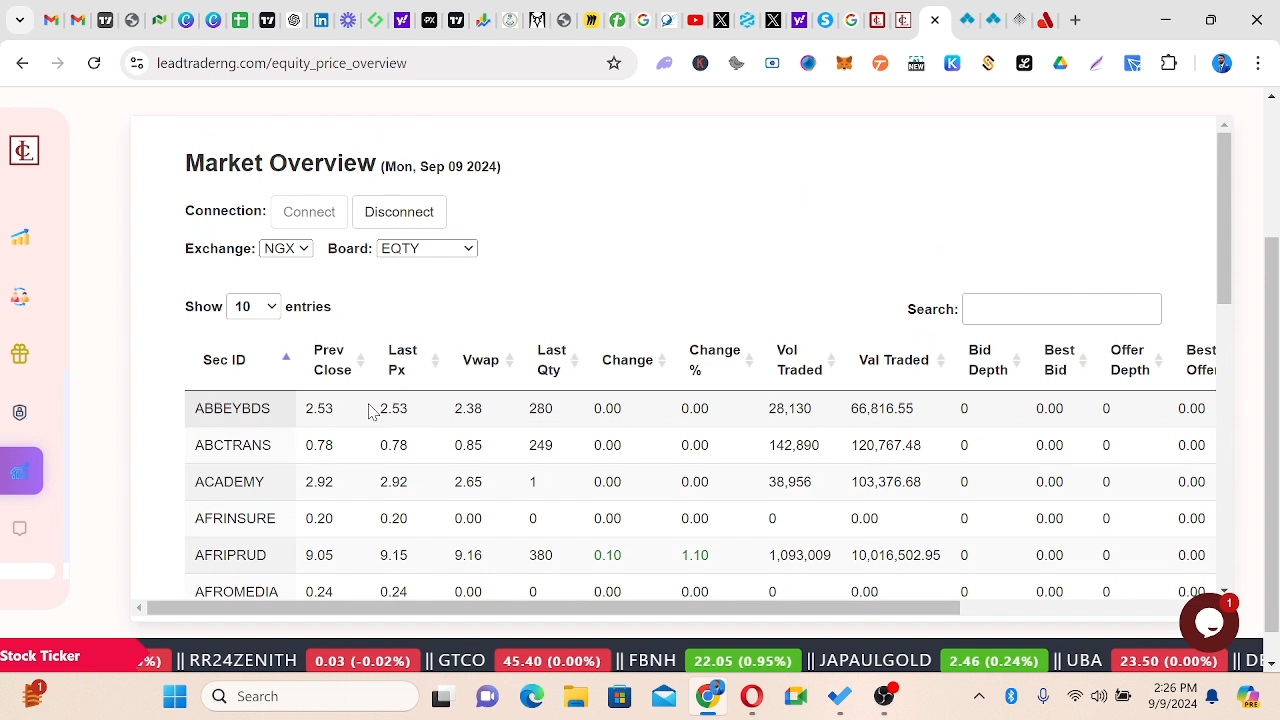 leadtraderng.com/equity_price_overview
NEW
Market Overview (Mon, Sep 09 2024)
Connection: Connect Disconnect
Exchange: NGX Board: EQTY
Show 10 entries Search:
Sec ID Prev Close Last Px Vwap Last Qty Change Change % Vol Traded Val Traded Bid Depth Best Bid Offer Depth Best Offer
ABBEYBDS 2.53 2.53 2.38 280 0.00 0.00 28,130 66,816.55 0 0.00 0 0.00
ABCTRANS 0.78 0.78 0.85 249 0.00 0.00 142,890 120,767.48 0 0.00 0 0.00
ACADEMY 2.92 2.92 2.65 1 0.00 0.00 38,956 103,376.68 0 0.00 0 0.00
AFRINSURE 0.20 0.20 0.00 0 0.00 0.00 0 0.00 0 0.00 0 0.00
AFRIPRUD 9.05 9.15 9.16 380 0.10 1.10 1,093,009 10,016,502.95 0 0.00 0 0.00
AFROMEDIA 0.24 0.24 0.00 0 0.00 0.00 0 0.00 0 0.00 0 0.00
1
Stock Ticker %) || RR24ZENITH 0.03 (-0.02%) || GTCO 45.40 (0.00%) || FBNH 22.05 (0.95%) || JAPAULGOLD 2.46 (0.24%) || UBA 23.50 (0.00%) ||
1 Search 2:26 PM
9/9/2024
PRE